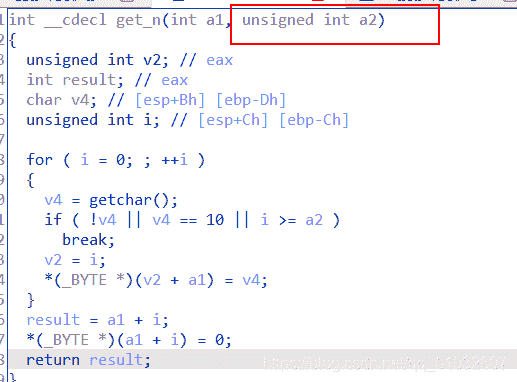 int __cdecl get_n(int a1, unsigned int a2)
{
unsigned int v2; // eax
int result; // eax
char v4; // [esp+Bh] [ebp-Dh]
unsigned int i; // [esp+Ch] [ebp-Ch]
for ( i = 0; ; ++i )
{
v4 = getchar();
if ( !v4 || v4 == 10 || i >= a2 )
break;
v2 = i;
*(_BYTE *)(v2 + a1) = v4;
}
result = a1 + i;
*(_BYTE *)(a1 + i) = 0;
return result;
}